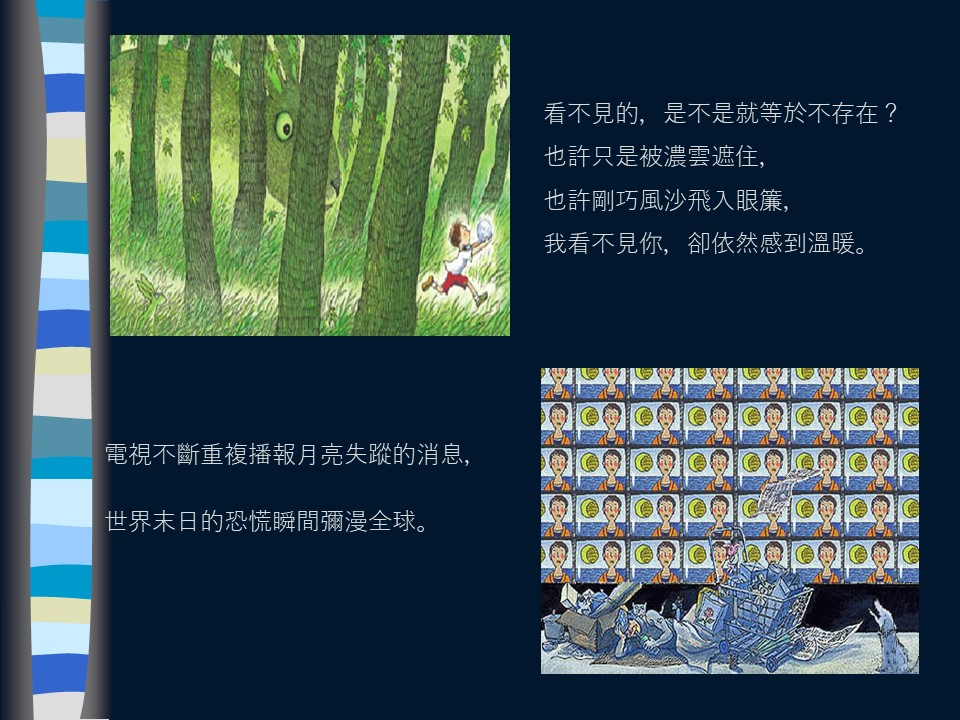 看不見的, 是不是就等於不存在？
也許只是被濃雲遮住,
也許剛巧風沙飛入眼簾,
我看不見你, 卻依然感到溫暖。
電視不斷重複播報月亮失蹤的消息,
世界末日的恐慌瞬間彌漫全球。